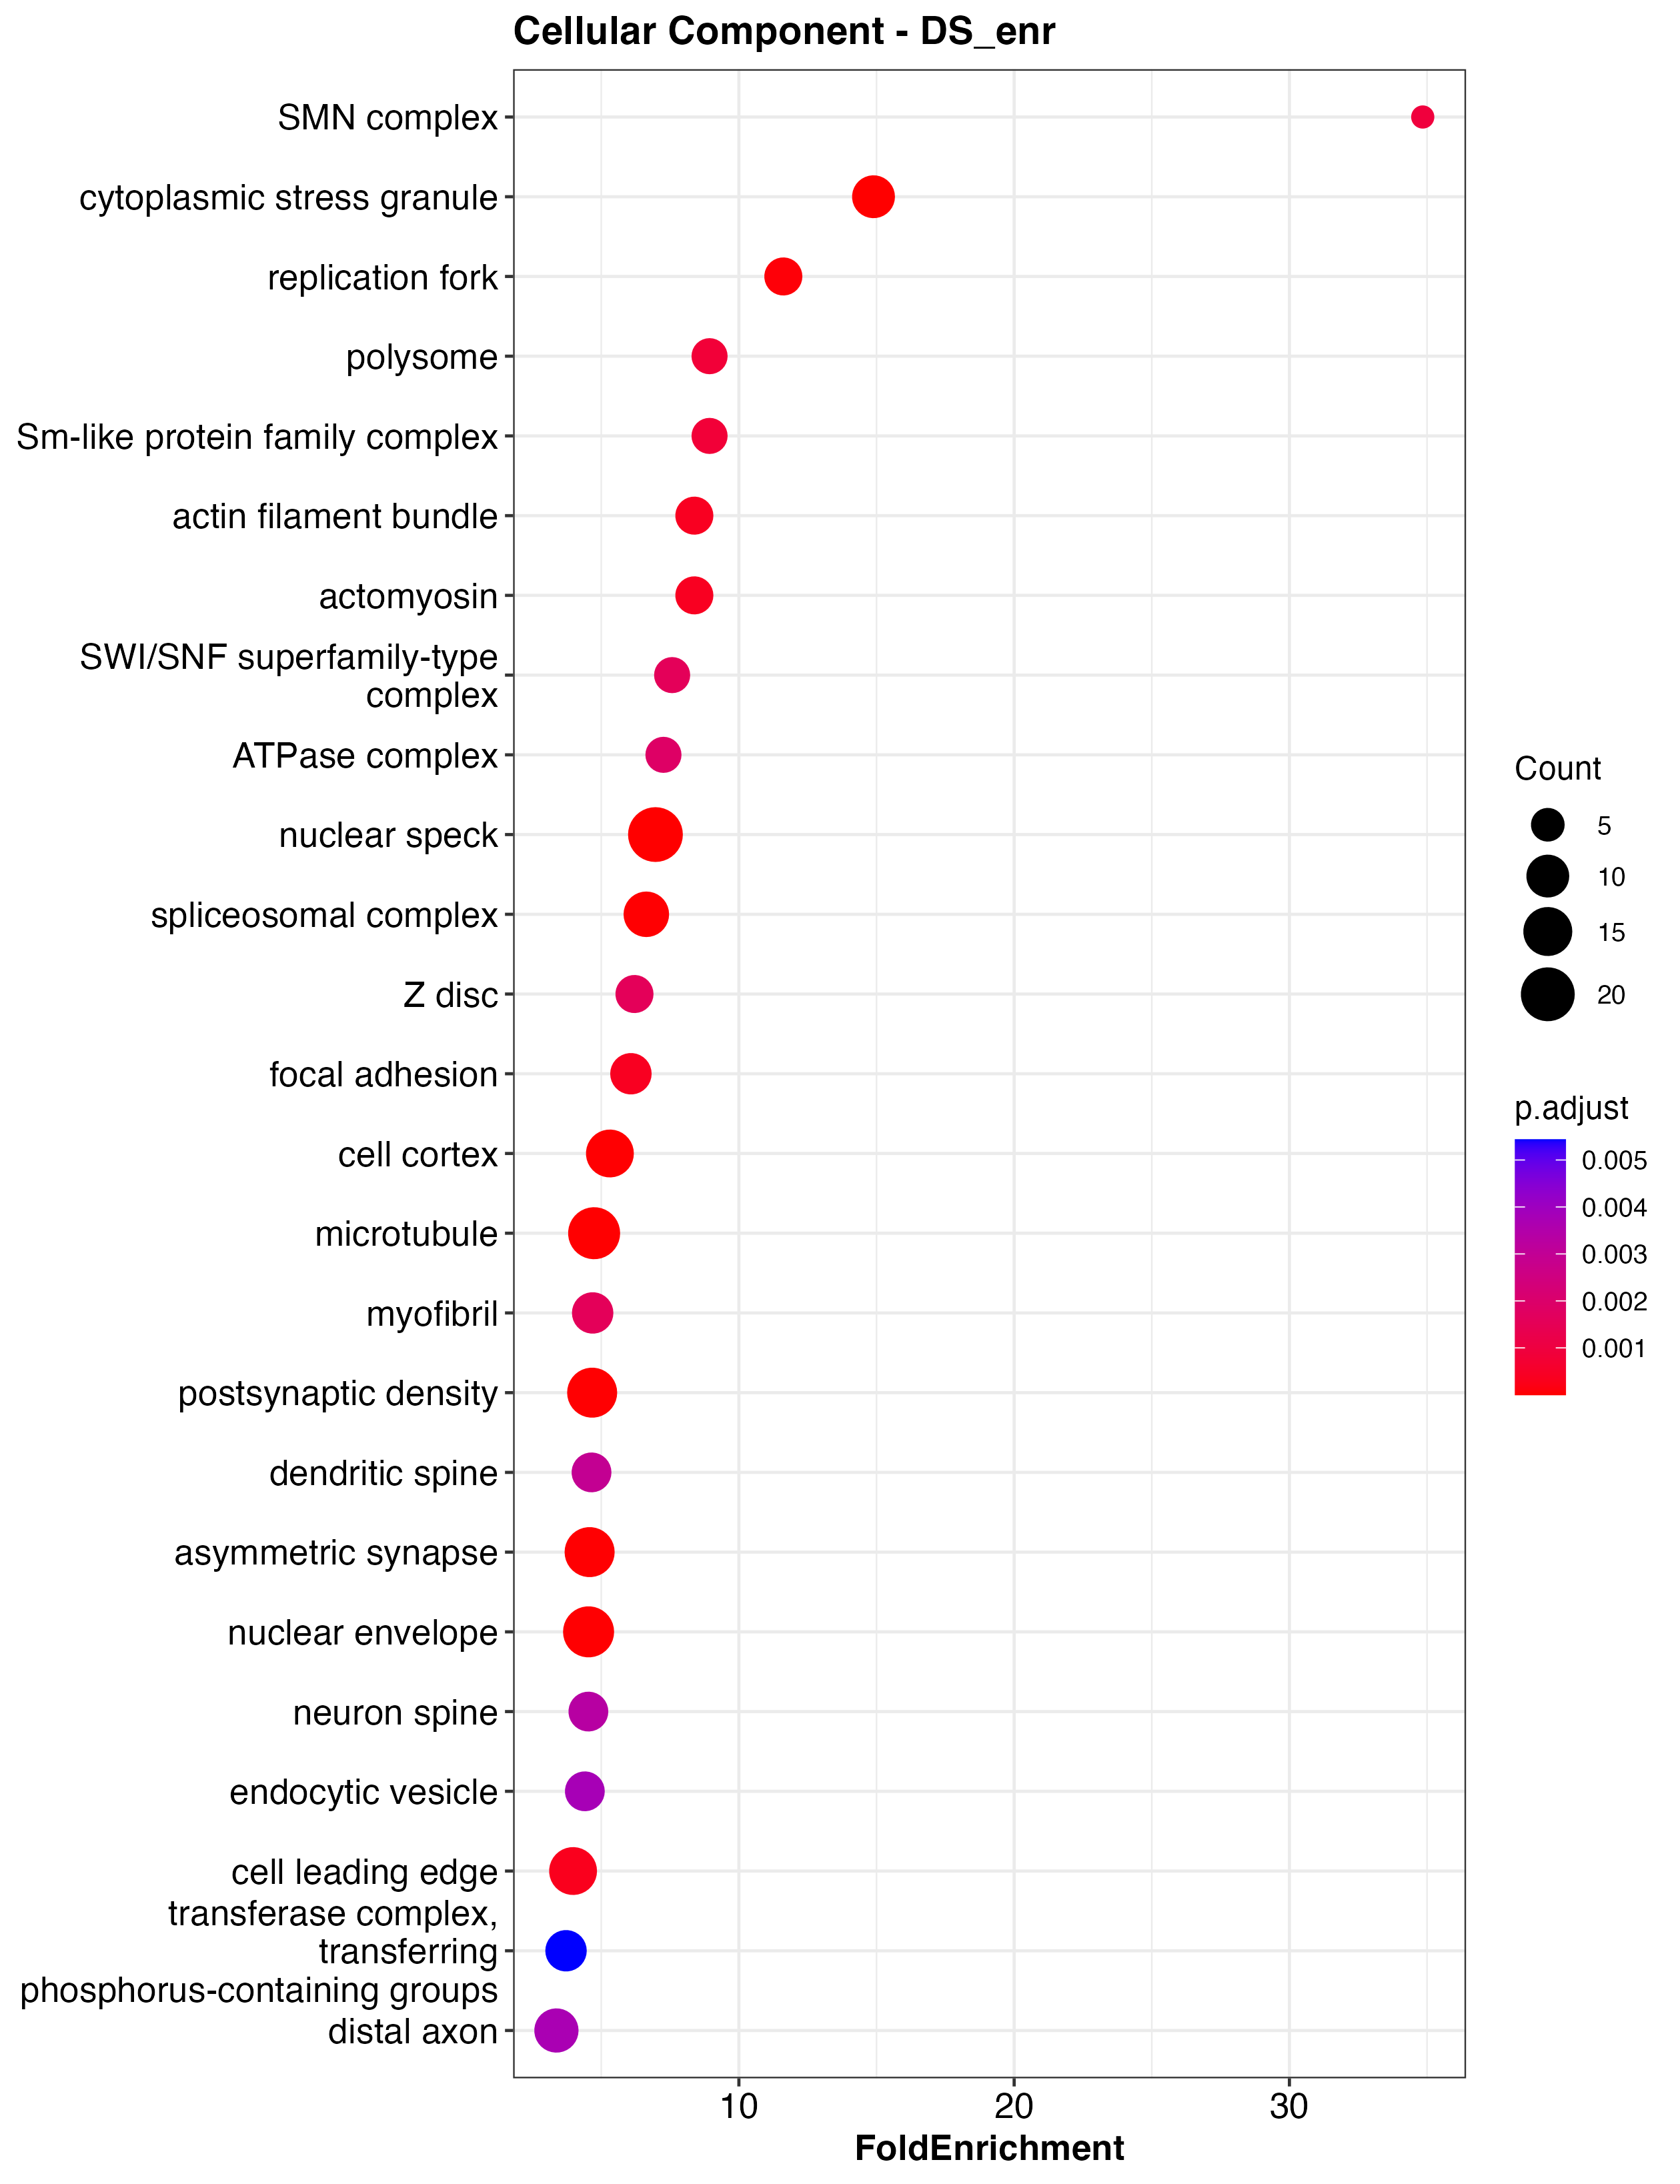 Cellular Component - DS_enr
SMN complex
cytoplasmic stress granule
replication fork
polysome
Sm-like protein family complex
actin filament bundle
actomyosin
SWI/SNF superfamily-type
complex
ATPase complex
nuclear speck
spliceosomal complex
Z disc
focal adhesion
cell cortex
microtubule
myofibril
postsynaptic density
dendritic spine
asymmetric synapse
nuclear envelope
neuron spine
endocytic vesicle
cell leading edge
transferase complex,
transferring
phosphorus-containing groups
distal axon
10 20 30
FoldEnrichment
Count
5
10
15
20
p.adjust
0.005
0.004
0.003
0.002
0.001